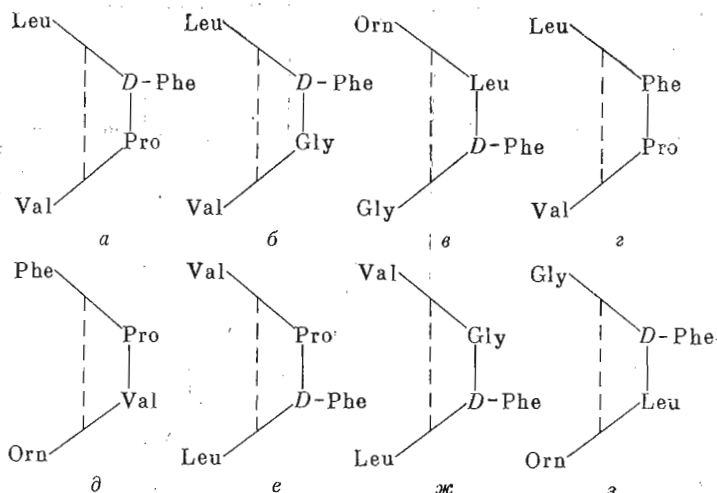 Leu Leu Orn Leu
D-Phe D-Phe Leu Phe
Pro Gly D-Phe Pro
Val Val Gly Val
а б в г
Phe Val Val Gly
Pro Pro Gly D-Phe
Val D-Phe D-Phe Leu
Orn Leu Leu Orn
д е ж з